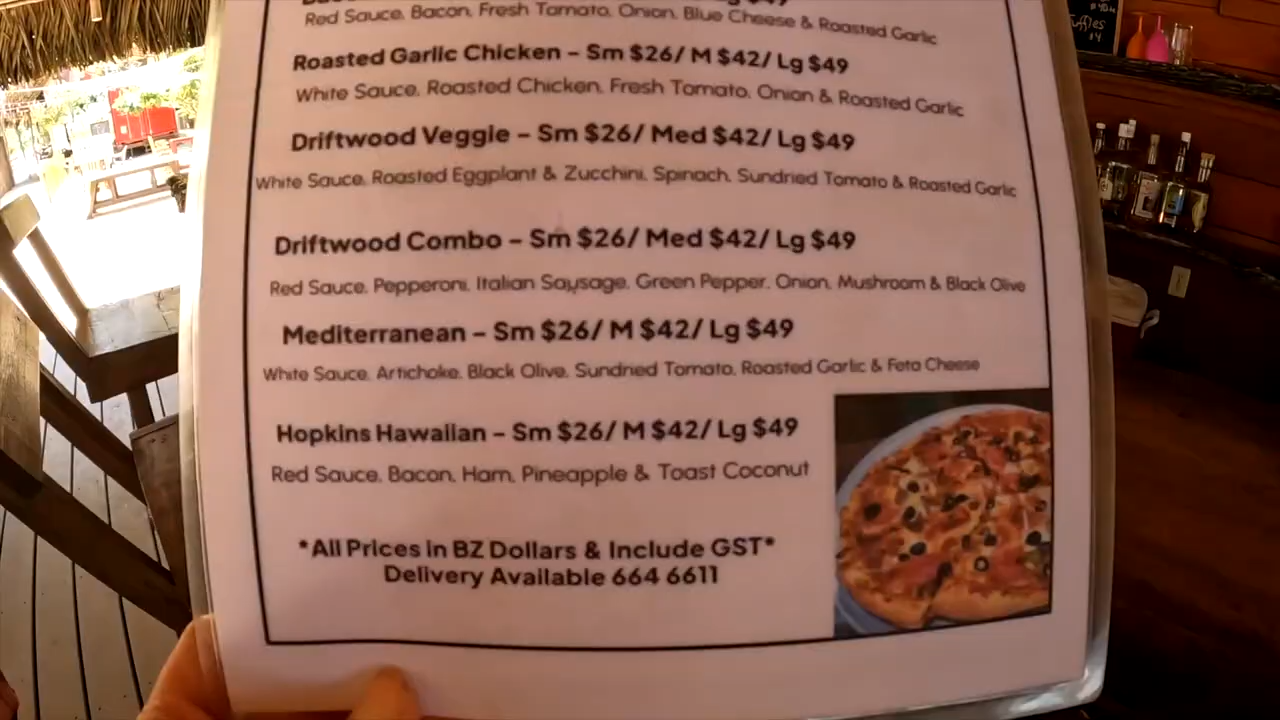 $49
Red Sauce, Bacon, Fresh Tomato, Onion, Blue Cheese & Roasted Garlic
Roasted Garlic Chicken – Sm $26/ M $42/ Lg $49
White Sauce, Roasted Chicken, Fresh Tomato, Onion & Roasted Garlic
Driftwood Veggie – Sm $26/ Med $42/ Lg $49
White Sauce, Roasted Eggplant & Zucchini, Spinach, Sundried Tomato & Roasted Garlic
Driftwood Combo – Sm $26/ Med $42/ Lg $49
Red Sauce, Pepperoni, Italian Saysage, Green Pepper, Onion, Mushroom & Black Olive
Mediterranean – Sm $26/ M $42/ Lg $49
White Sauce, Artichoke, Black Olive, Sundried Tomato, Roasted Garlic & Feta Cheese
Hopkins Hawaiian – Sm $26/ M $42/ Lg $49
Red Sauce, Bacon, Ham, Pineapple & Toast Coconut
*All Prices in BZ Dollars & Include GST*
Delivery Available 664 6611